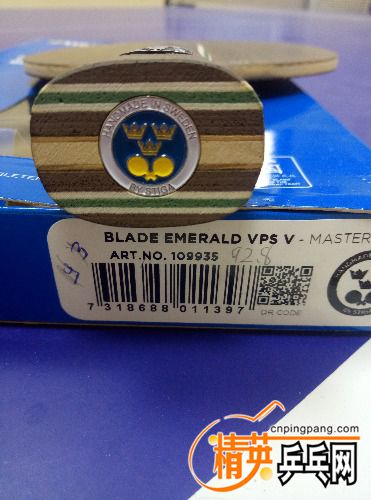 HANDMADE IN SWEDEN
BY STIGA
BLADE EMERALD VPS V - MASTER
ART.NO. 109935 92.8
7 318688 011397
QR CODE
cnpingpang.com
精英乒乓网